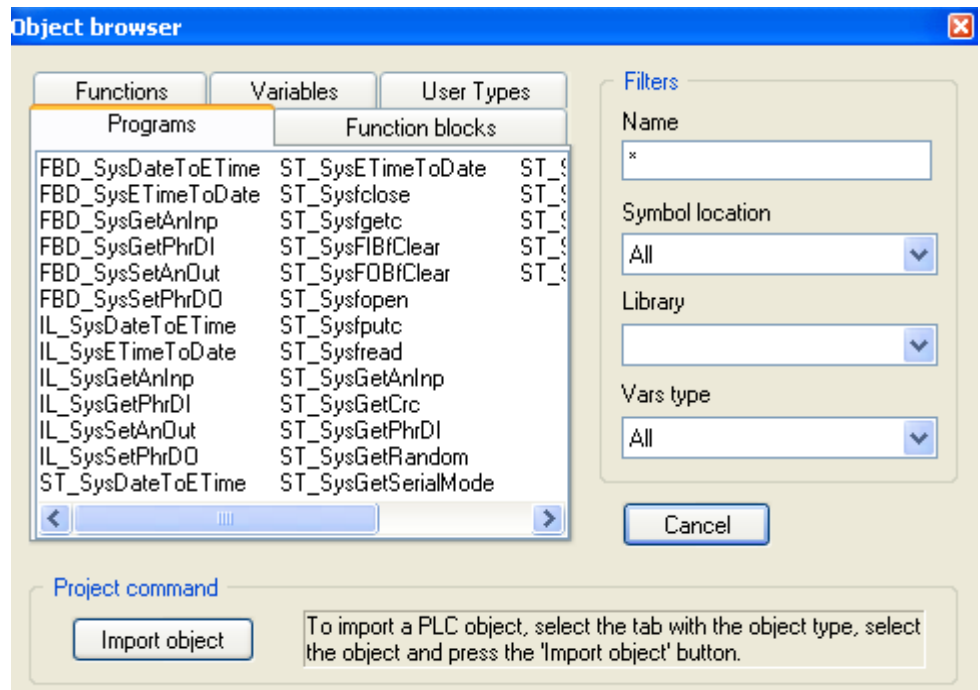 Object browser
Functions
Variables
User Types
Programs
Function blocks
FBD_SysDateToETime
FBD_SysETimeToDate
FBD_SysGetAnInp
FBD_SysGetPhrDI
FBD_SysSetAnOut
FBD_SysSetPhrDO
IL_SysDateToETime
IL_SysETimeToDate
IL_SysGetAnInp
IL_SysGetPhrDI
IL_SysSetAnOut
IL_SysSetPhrDO
ST_SysDateToETime
ST_SysETimeToDate
ST_Sysfclose
ST_Sysfgetc
ST_SysFIBfClear
ST_SysFOBfClear
ST_Sysfopen
ST_Sysfputc
ST_Sysfread
ST_SysGetAnInp
ST_SysGetCrc
ST_SysGetPhrDI
ST_SysGetRandom
ST_SysGetSerialMode
Filters
Name
*
Symbol location
All
Library
Vars type
All
Cancel
Project command
Import object
To import a PLC object, select the tab with the object type, select
the object and press the 'Import object' button.